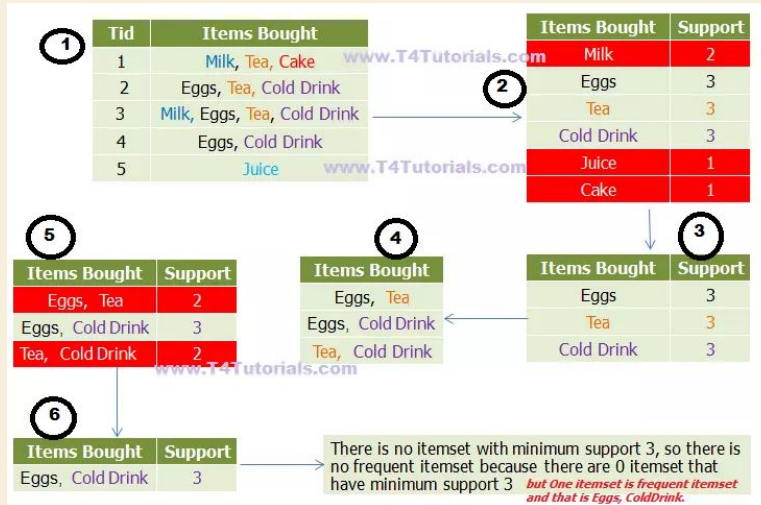 1
Tid Items Bought
1 Milk, Tea, Cake
2 Eggs, Tea, Cold Drink
3 Milk, Eggs, Tea, Cold Drink
4 Eggs, Cold Drink
5 Juice
www.T4Tutorials.com
www.T4Tutorials.com
2
Items Bought Support
Milk 2
Eggs 3
Tea 3
Cold Drink 3
Juice 1
Cake 1
3
Items Bought Support
Eggs 3
Tea 3
Cold Drink 3
4
Items Bought
Eggs, Tea
Eggs, Cold Drink
Tea, Cold Drink
5
Items Bought Support
Eggs, Tea 2
Eggs, Cold Drink 3
Tea, Cold Drink 2
www.T4Tutorials.com
6
Items Bought Support
Eggs, Cold Drink 3
There is no itemset with minimum support 3, so there is
no frequent itemset because there are 0 itemset that
have minimum support 3 but One itemset is frequent itemset
and that is Eggs, ColdDrink.